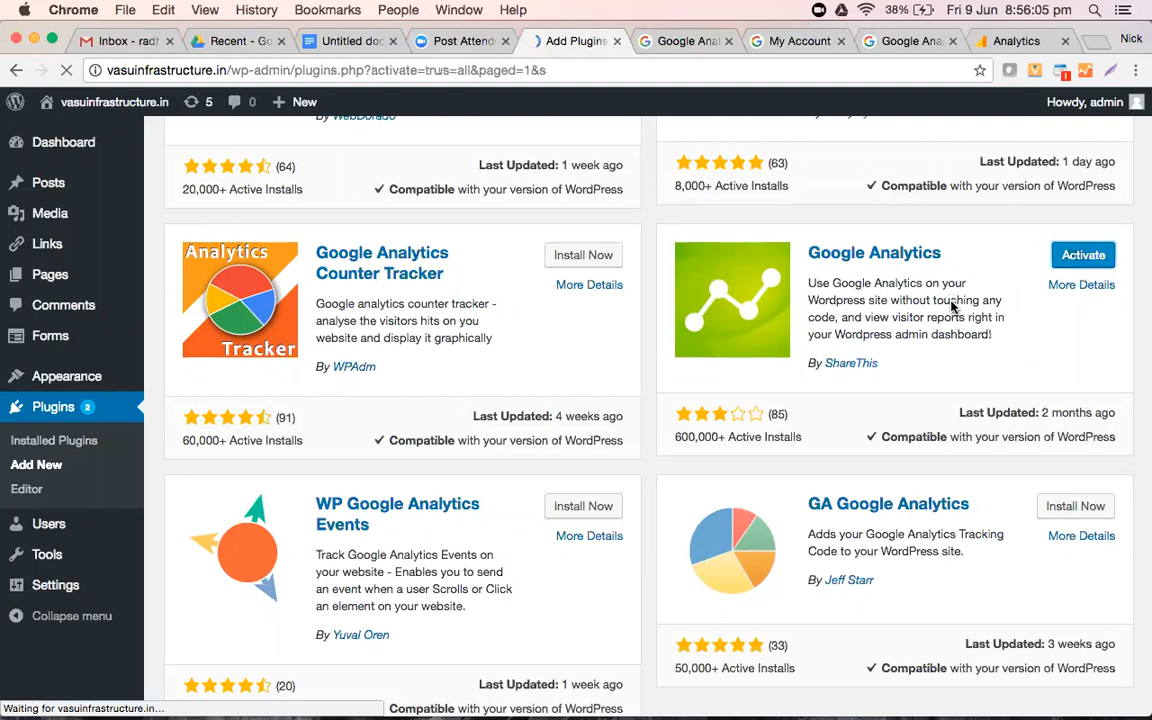 Chrome File Edit View History Bookmarks People Window Help 38% Fri 9 Jun 8:56:05 pm
Inbox - radh Recent - Go Untitled doc Post Attend Add Plugins Google Anal My Account Google Ana Analytics Nick
vasuinfrastructure.in/wp-admin/plugins.php?activate=true=all&paged=1&s
vasuinfrastructure.in 5 0 New Howdy, admin
Dashboard
Posts
Media
Links
Pages
Comments
Forms
Appearance
Plugins 2
Installed Plugins
Add New
Editor
Users
Tools
Settings
Collapse menu
By WebDorado
(64)
Last Updated: 1 week ago
20,000+ Active Installs
Compatible with your version of WordPress
(63)
Last Updated: 1 day ago
8,000+ Active Installs
Compatible with your version of WordPress
Analytics
Tracker
Google Analytics
Counter Tracker
Install Now
More Details
Google analytics counter tracker -
analyse the visitors hits on you
website and display it graphically
By WPAdm
(91)
Last Updated: 4 weeks ago
60,000+ Active Installs
Compatible with your version of WordPress
Google Analytics
Activate
More Details
Use Google Analytics on your
Wordpress site without touching any
code, and view visitor reports right in
your Wordpress admin dashboard!
By ShareThis
(85)
Last Updated: 2 months ago
600,000+ Active Installs
Compatible with your version of WordPress
WP Google Analytics
Events
Install Now
More Details
Track Google Analytics Events on
your website - Enables you to send
an event when a user Scrolls or Click
an element on your website.
By Yuval Oren
(20)
Last Updated: 1 week ago
Compatible with your version of WordPress
GA Google Analytics
Install Now
More Details
Adds your Google Analytics Tracking
Code to your WordPress site.
By Jeff Starr
(33)
Last Updated: 3 weeks ago
50,000+ Active Installs
Compatible with your version of WordPress
Waiting for vasuinfrastructure.in...